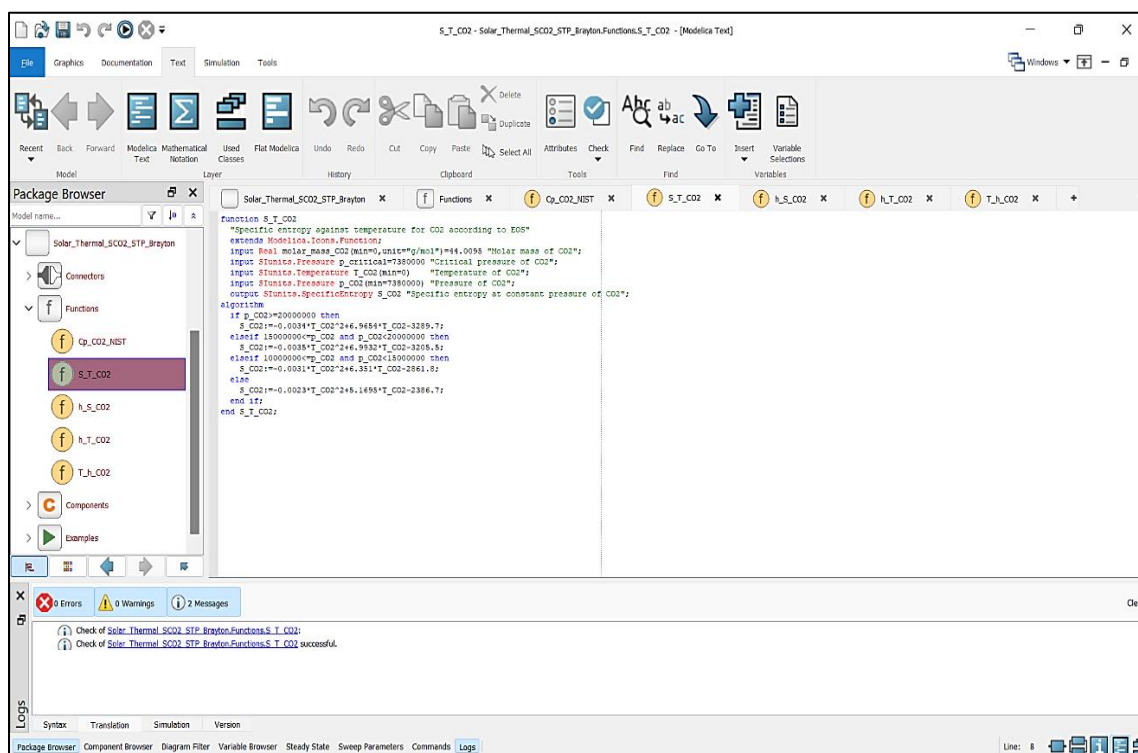 S_T_CO2 - Solar_Thermal_SCO2_STP_Brayton.Functions.S_T_CO2 - [Modelica Text]
File Graphics Documentation Text Simulation Tools
Windows
Recent Back Forward Modelica Text Mathematical Notation Used Classes Flat Modelica Undo Redo Cut Copy Paste Delete Duplicate Select All Attributes Check Find Replace Go To Insert Variable Selections
Model Layer History Clipboard Tools Find Variables
Package Browser
Model name...
Solar_Thermal_SCO2_STP_Brayton
Connectors
Functions
Cp_CO2_NIST
S_T_CO2
h_S_CO2
h_T_CO2
T_h_CO2
Components
Examples
Solar_Thermal_SCO2_STP_Brayton Functions Cp_CO2_NIST S_T_CO2 h_S_CO2 h_T_CO2 T_h_CO2 +
function S_T_CO2
"Specific entropy against temperature for CO2 according to EOS"
extends Modelica.Icons.Function;
input Real molar_mass_CO2(min=0,unit="g/mol")=44.0095 "Molar mass of CO2";
input SIunits.Pressure p_critical=7380000 "Critical pressure of CO2";
input SIunits.Temperature T_CO2(min=0) "Temperature of CO2";
input SIunits.Pressure p_CO2(min=7380000) "Pressure of CO2";
output SIunits.SpecificEntropy S_CO2 "Specific entropy at constant pressure of CO2";
algorithm
if p_CO2>=20000000 then
S_CO2:=-0.0034*T_CO2^2+6.9654*T_CO2-3289.7;
elseif 15000000<=p_CO2 and p_CO2<20000000 then
S_CO2:=-0.0035*T_CO2^2+6.9932*T_CO2-3205.5;
elseif 10000000<=p_CO2 and p_CO2<15000000 then
S_CO2:=-0.0031*T_CO2^2+6.351*T_CO2-2861.8;
else
S_CO2:=-0.0023*T_CO2^2+5.1695*T_CO2-2386.7;
end if;
end S_T_CO2;
0 Errors 0 Warnings 2 Messages
Cle
Check of Solar_Thermal_SCO2_STP_Brayton.Functions.S_T_CO2:
Check of Solar_Thermal_SCO2_STP_Brayton.Functions.S_T_CO2 successful.
Logs
Syntax Translation Simulation Version
Package Browser Component Browser Diagram Filter Variable Browser Steady State Sweep Parameters Commands Logs
Line: 8